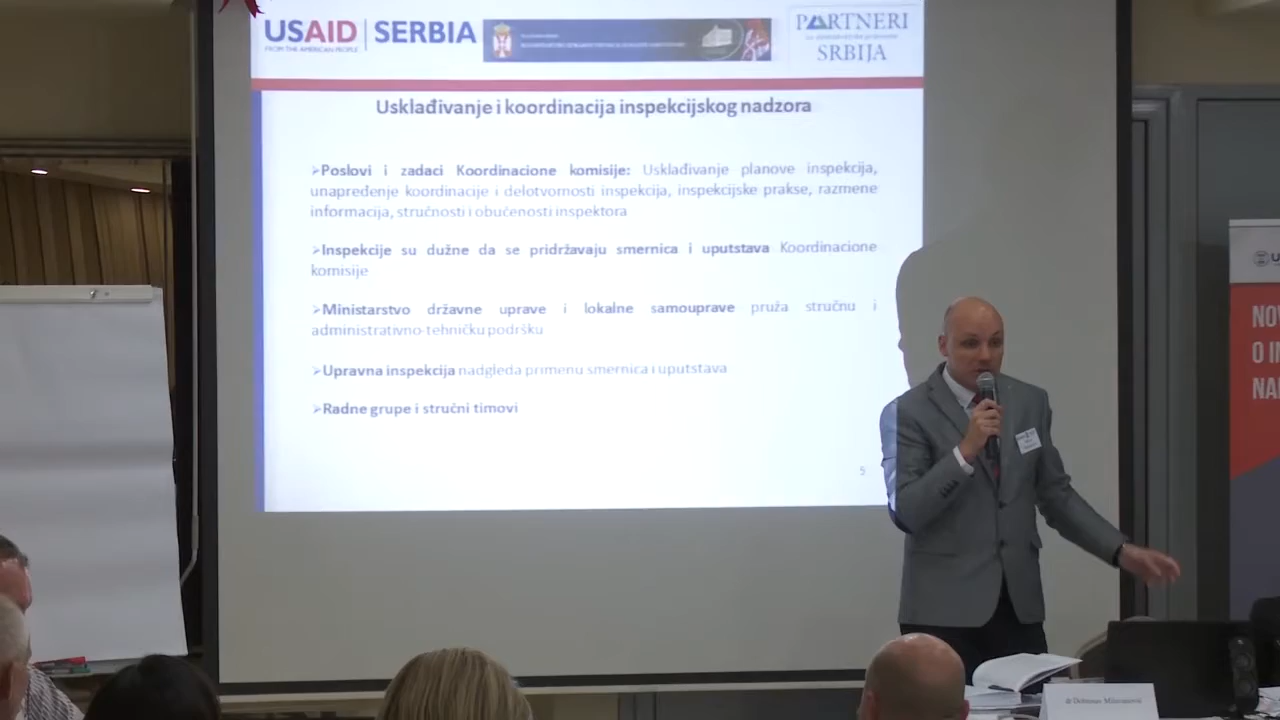 USAID SERBIA
FROM THE AMERICAN PEOPLE
PARTNERI
SRBIJA
Usklađivanje i koordinacija inspekcijskog nadzora
➢Poslovi i zadaci Koordinacione komisije: Usklađivanje planove inspekcija,
unapređenje koordinacije i delotvornosti inspekcija, inspekcijske prakse, razmene
informacija, stručnosti i obučenosti inspektora
➢Inspekcije su dužne da se pridržavaju smernica i uputstava Koordinacione
komisije
➢Ministarstvo državne uprave i lokalne samouprave pruža stručnu i
administrativno-tehničku podršku
➢Upravna inspekcija nadgleda primenu smernica i uputstava
➢Radne grupe i stručni timovi
5